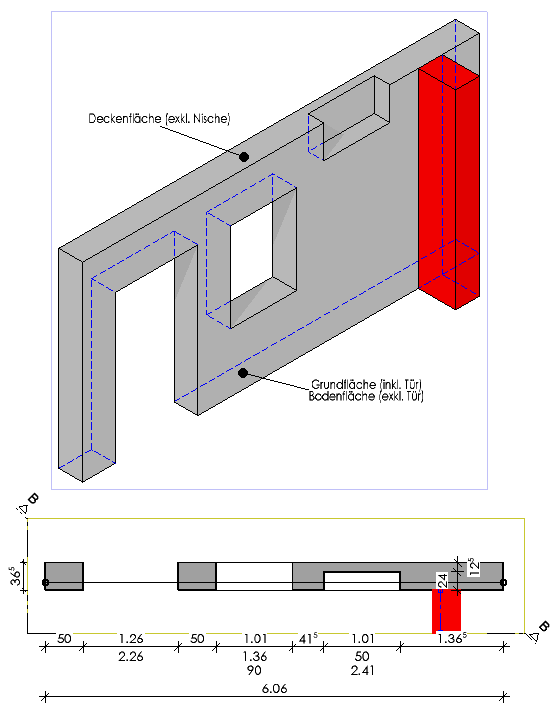 Deckenfläche (exkl. Nische)
Grundfläche (inkl. Tür)
Bodenfläche (exkl. Tür)
B
36⁵
24
12⁵
B
50 1.26 50 1.01 41⁵ 1.01 1.36⁵
2.26 1.36 50
90 2.41
6.06